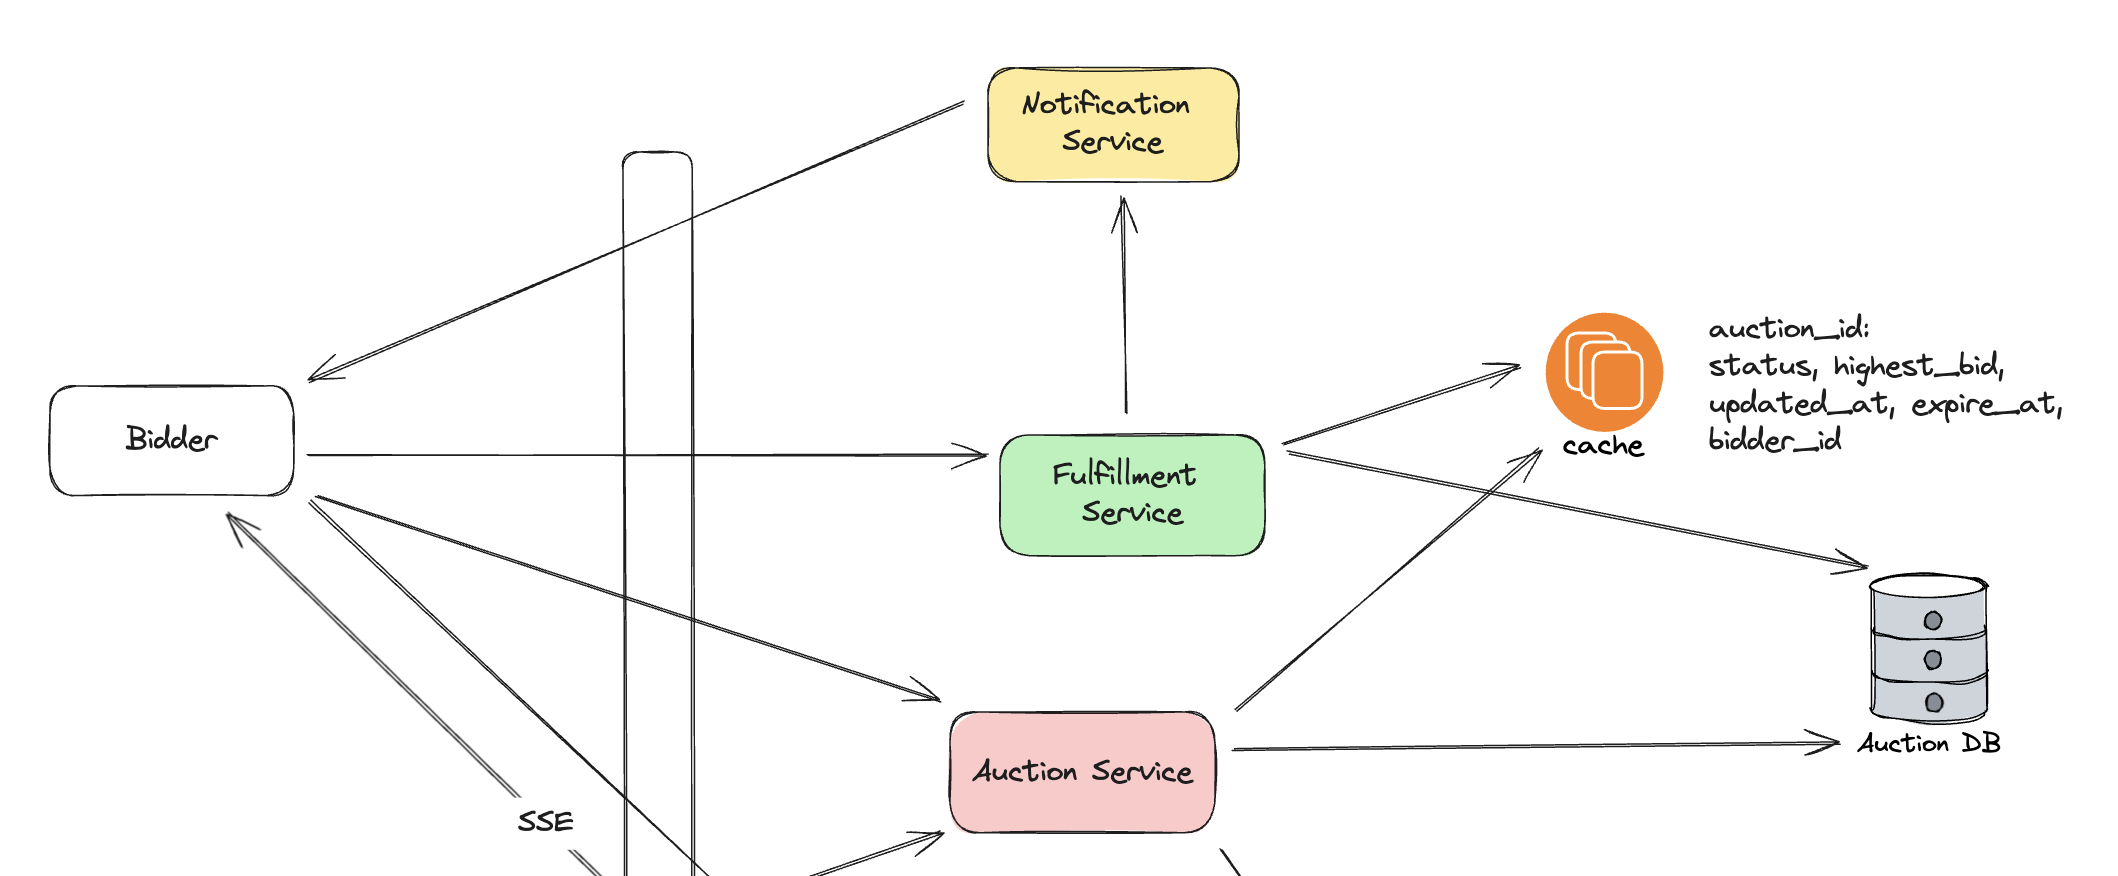 Notification
Service
auction_id:
status, highest_bid,
updated_at, expire_at,
bidder_id
cache
Bidder
Fulfillment
Service
Auction DB
Auction Service
SSE